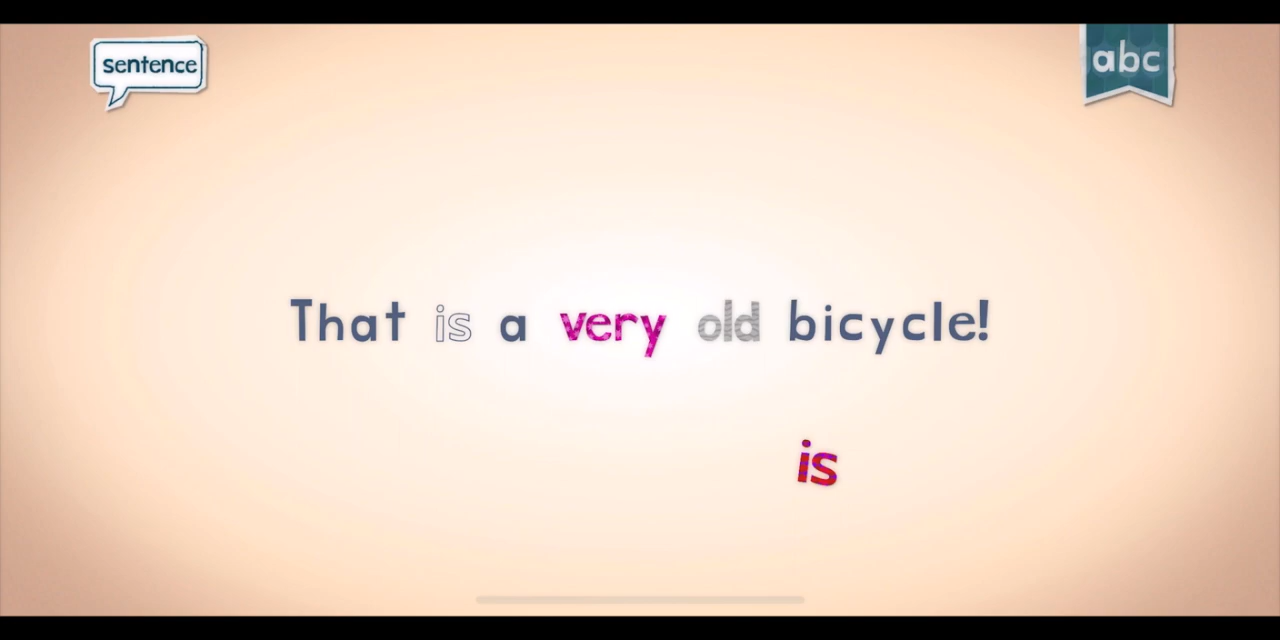 sentence
abc
That is a very old bicycle!
is